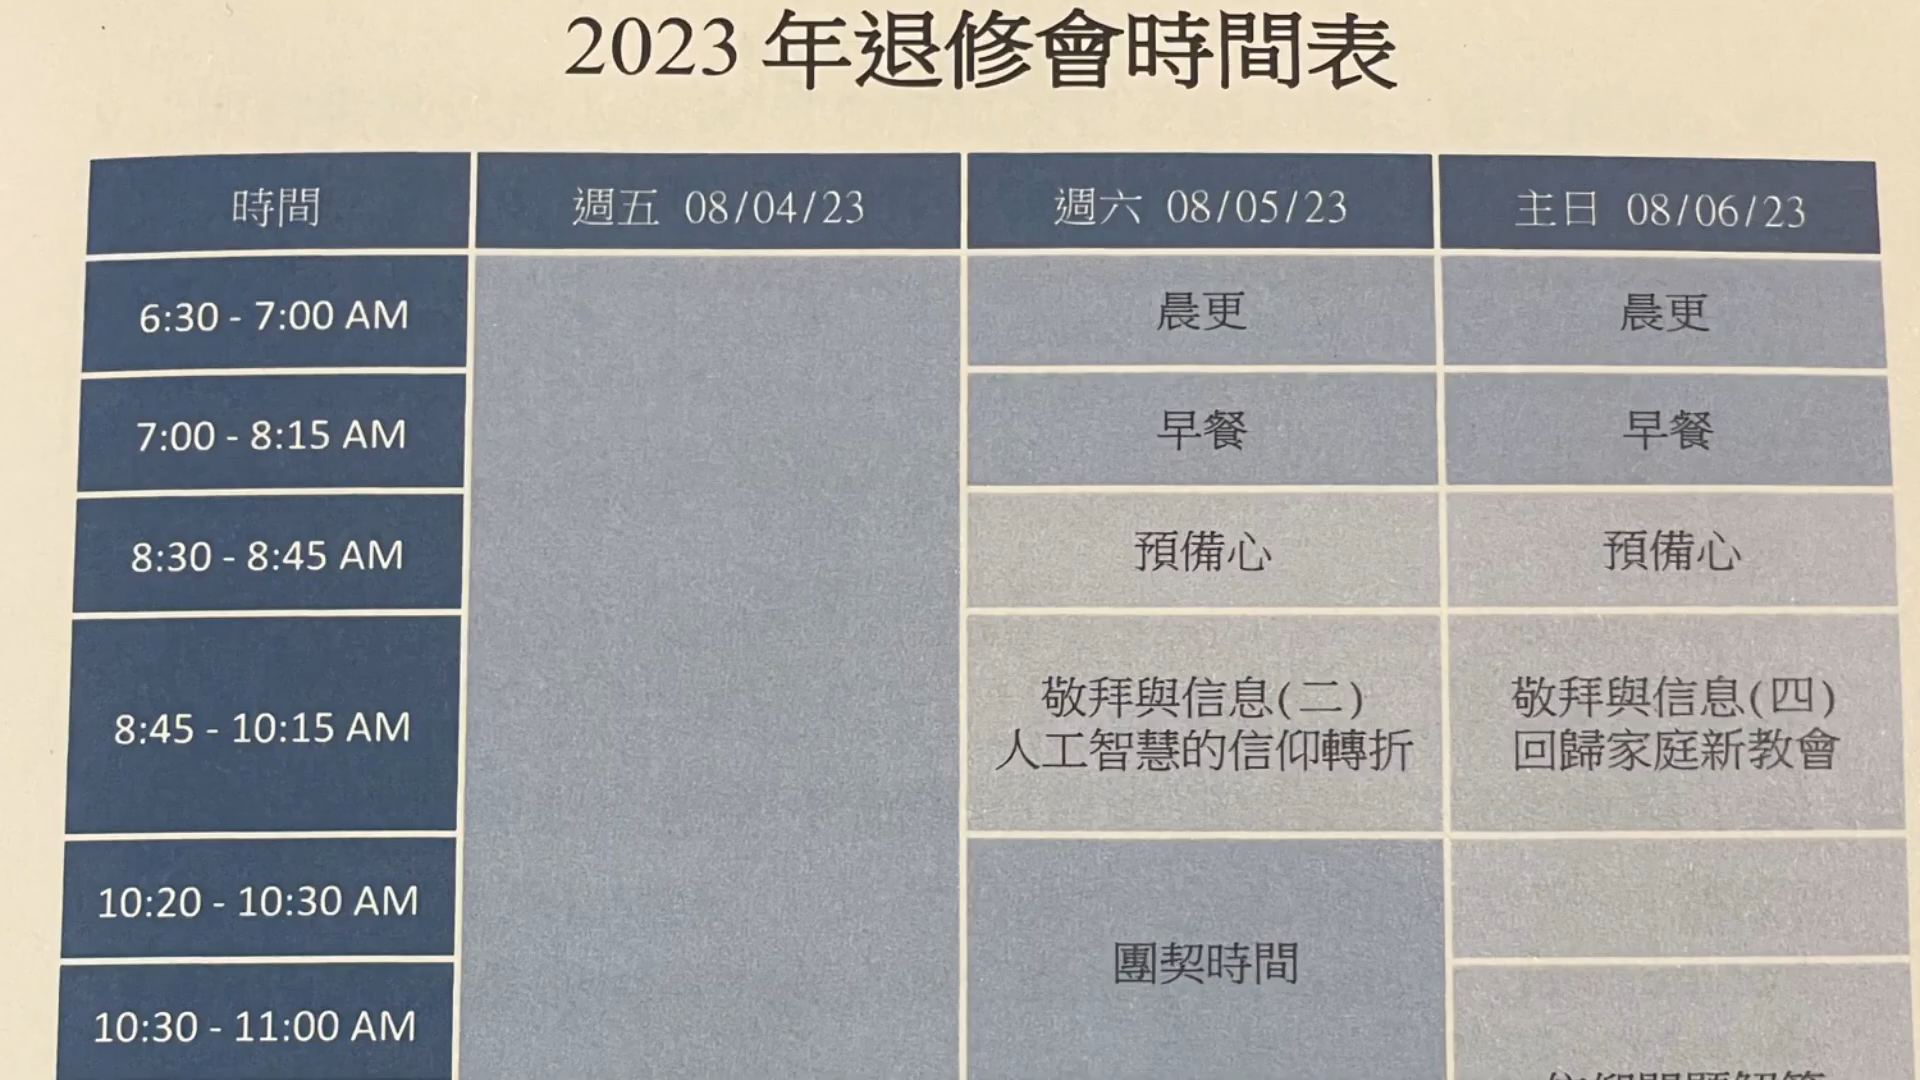 2023 年退修會時間表
時間 週五 08/04/23 週六 08/05/23 主日 08/06/23
6:30 - 7:00 AM 晨更 晨更
7:00 - 8:15 AM 早餐 早餐
8:30 - 8:45 AM 預備心 預備心
敬拜與信息(二) 敬拜與信息(四)
8:45 - 10:15 AM 人工智慧的信仰轉折 回歸家庭新教會
10:20 - 10:30 AM
團契時間
10:30 - 11:00 AM